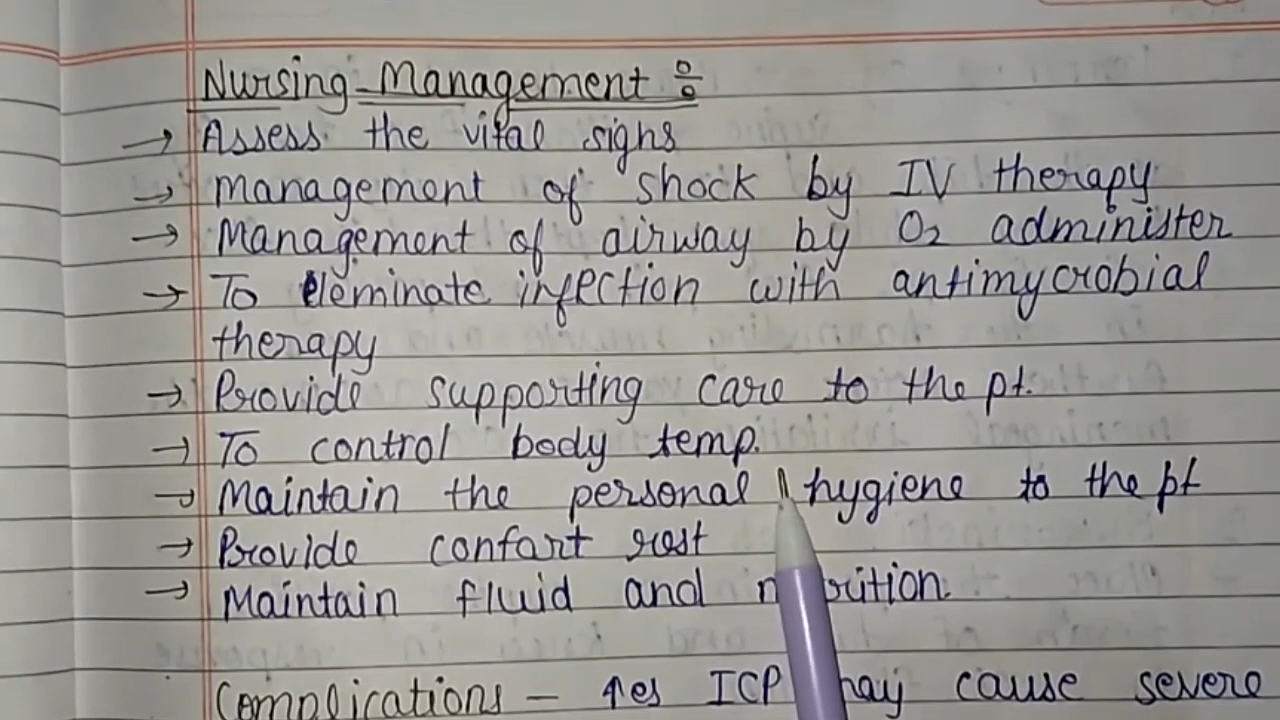 Nursing Management :
→ Assess the vital signs
→ Management of shock by IV therapy
→ Management of airway by O₂ administer
→ To eleminate infection with antimycrobial
therapy
→ Provide supporting care to the pt.
→ To control body temp.
→ Maintain the personal hygiene to the pt
→ Provide confart rest
→ Maintain fluid and
Complications - ↑es ICP may cause severe